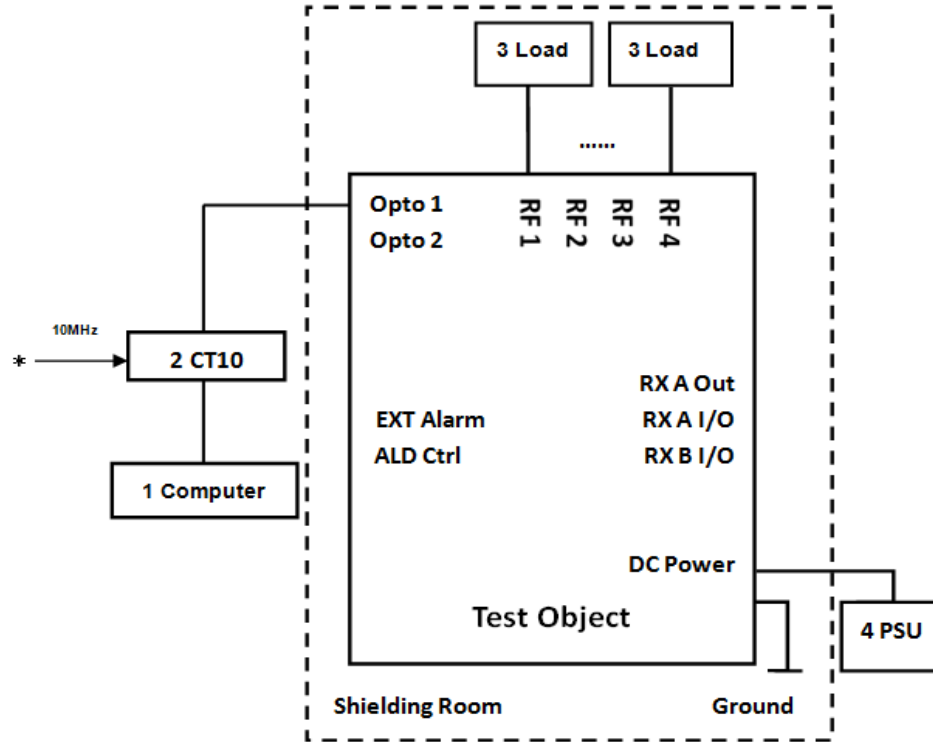 3 Load
3 Load
......
Opto 1
Opto 2
RF 1
RF 2
RF 3
RF 4
10MHz
*
2 CT10
1 Computer
EXT Alarm
ALD Ctrl
RX A Out
RX A I/O
RX B I/O
DC Power
Test Object
4 PSU
Shielding Room
Ground